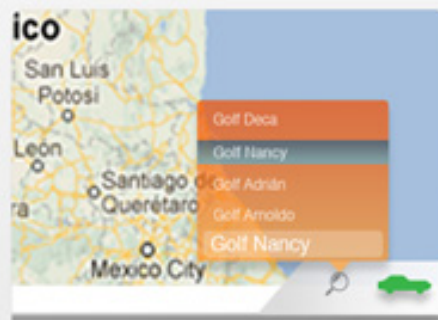 ico
San Luis
Potosí
León
Santiago de
Querétaro
ra
Mexico City
Golf Deca
Golf Nancy
Golf Adrián
Golf Arnoldo
Golf Nancy